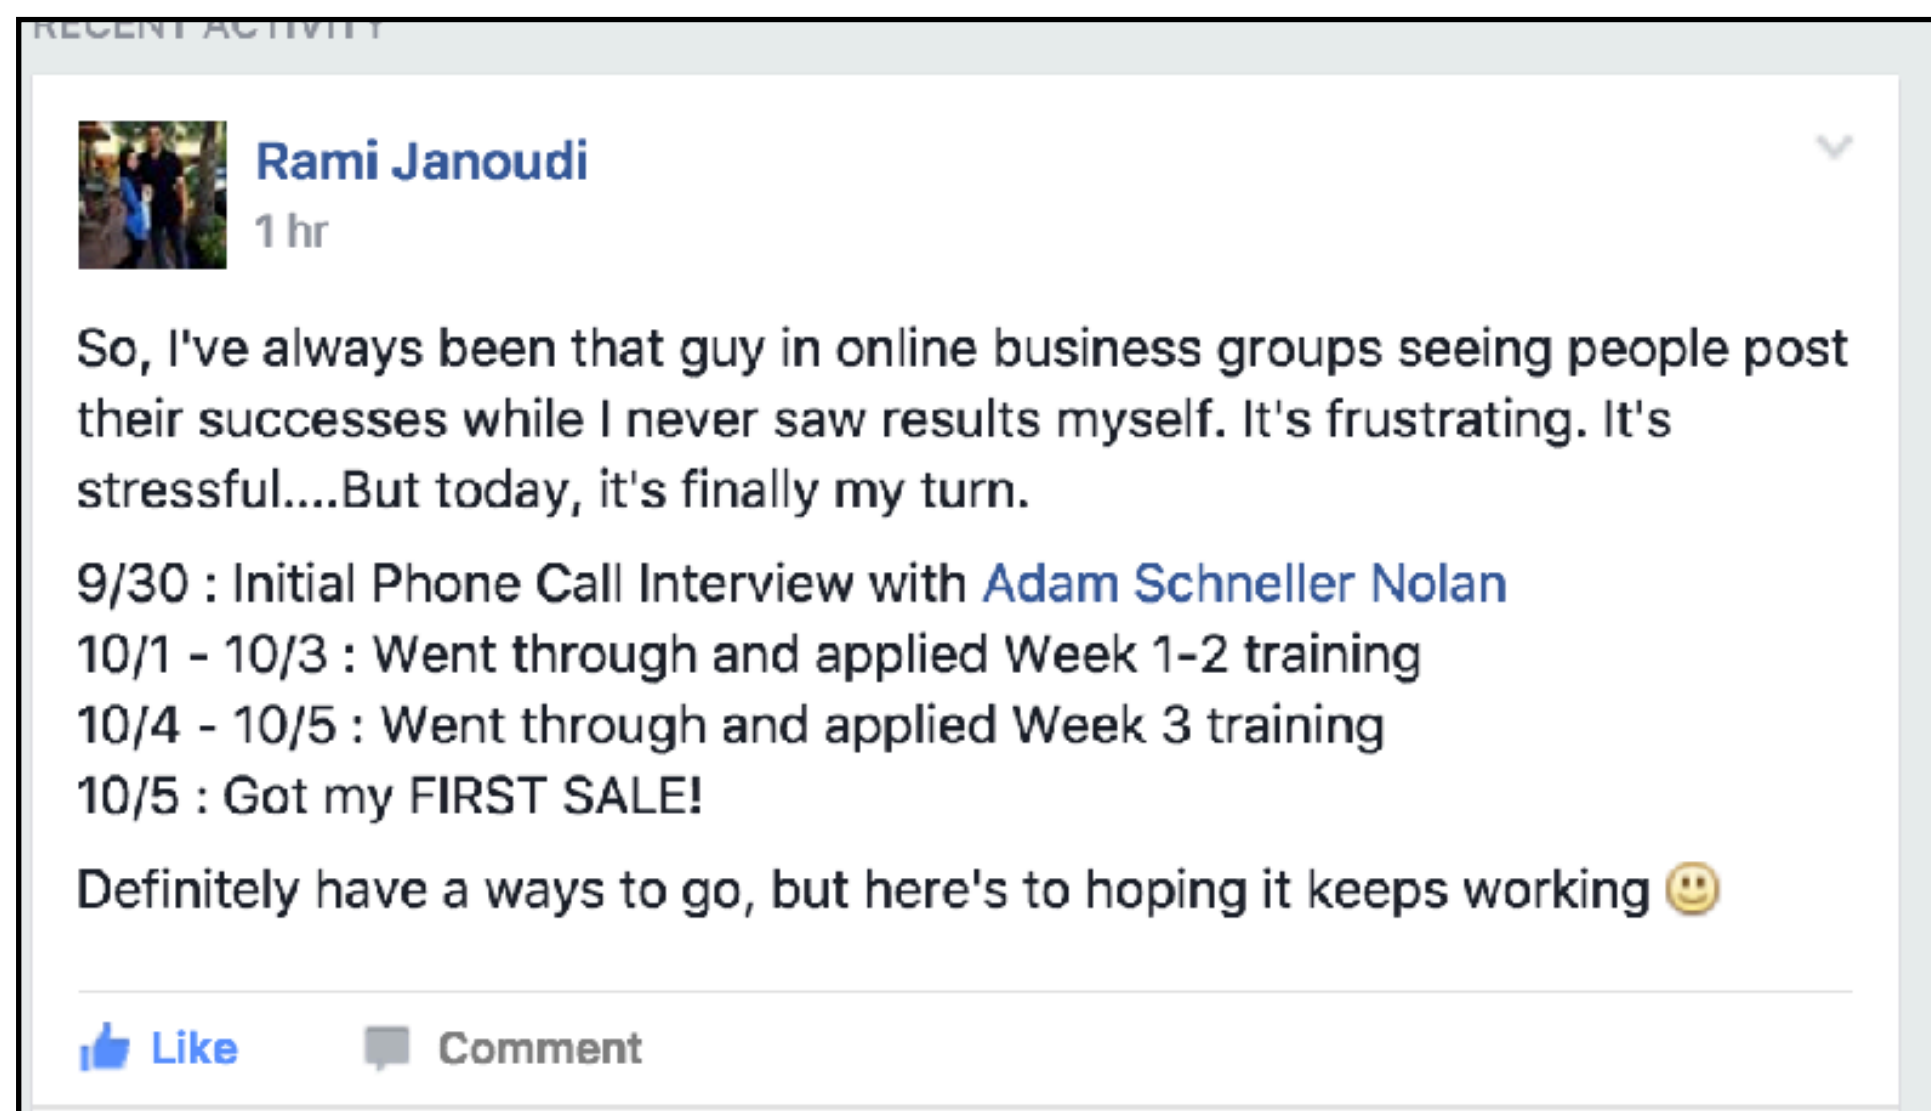 RECENT ACTIVITY
Rami Janoudi
1 hr
So, I've always been that guy in online business groups seeing people post
their successes while I never saw results myself. It's frustrating. It's
stressful....But today, it's finally my turn.
9/30 : Initial Phone Call Interview with Adam Schneller Nolan
10/1 - 10/3 : Went through and applied Week 1-2 training
10/4 - 10/5 : Went through and applied Week 3 training
10/5 : Got my FIRST SALE!
Definitely have a ways to go, but here's to hoping it keeps working 🙂
Like Comment